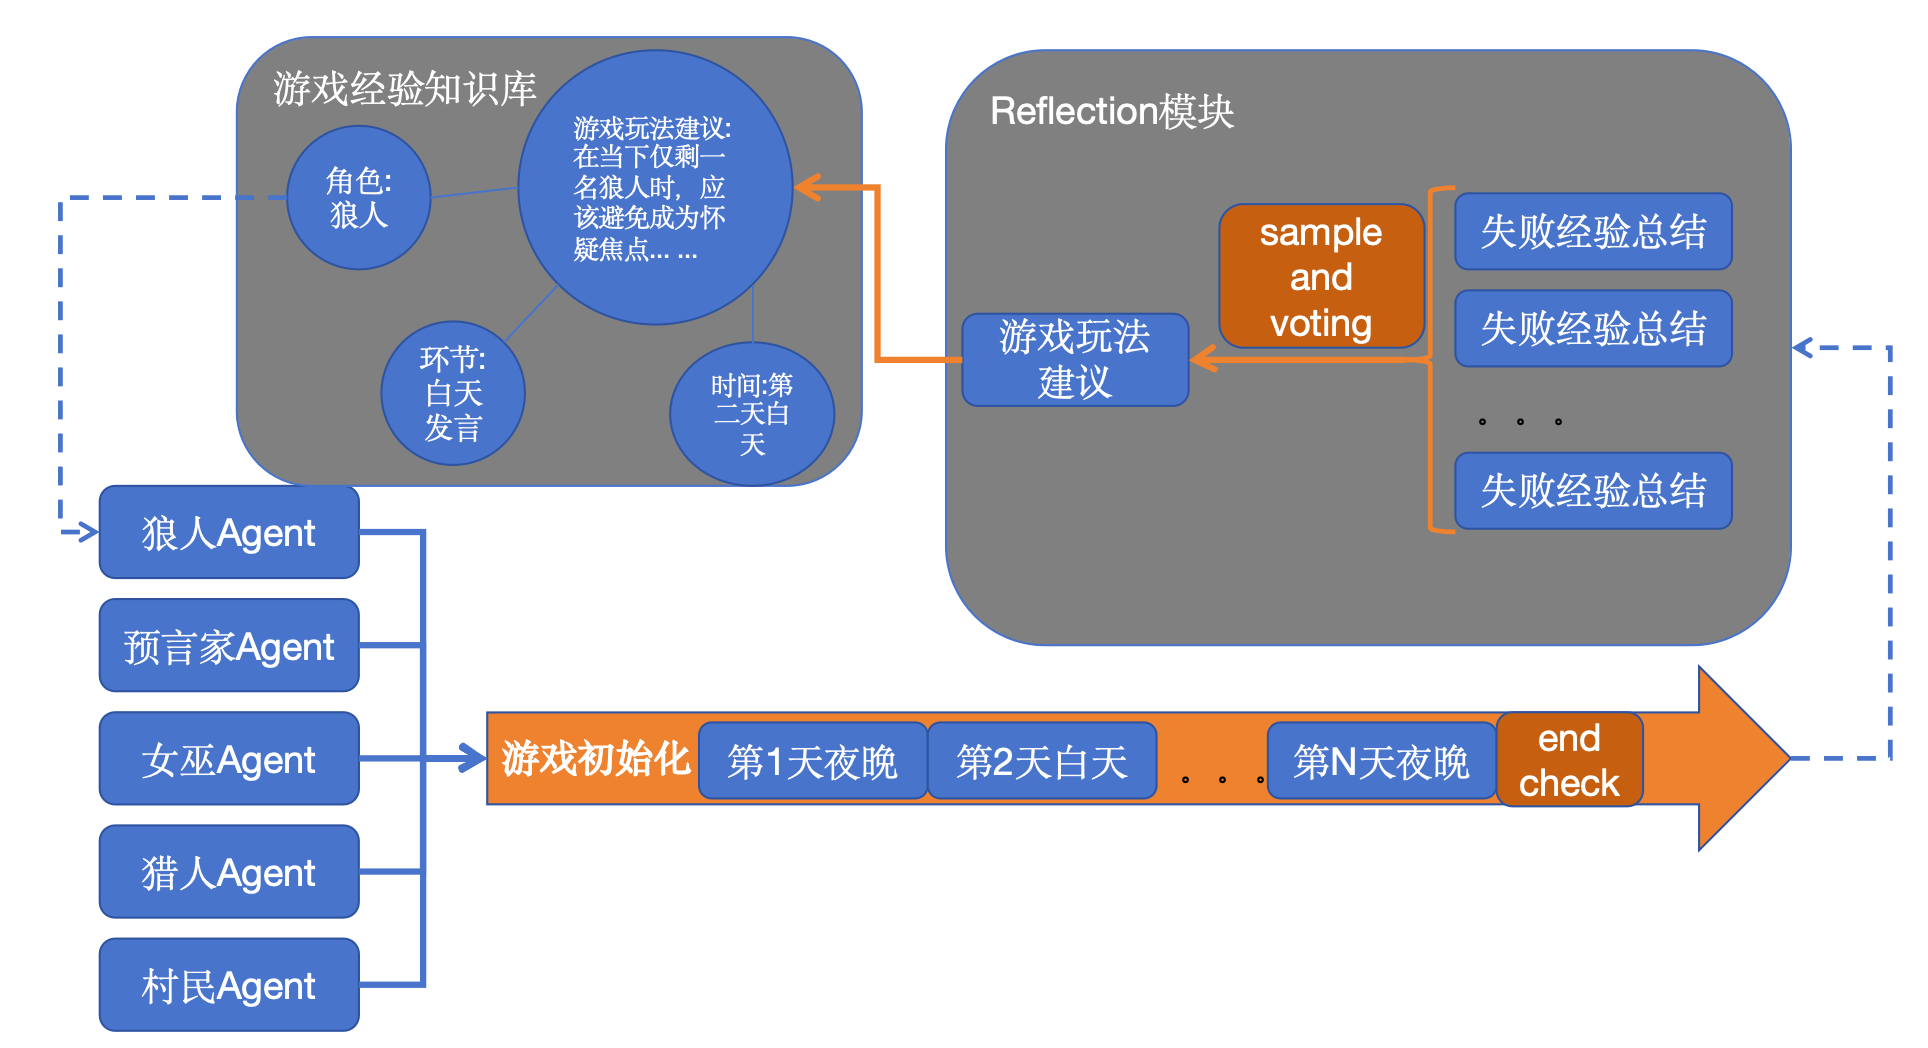 游戏经验知识库
角色:
狼人
游戏玩法建议:
在当下仅剩一
名狼人时，应
该避免成为怀
疑焦点... ...
环节:
白天
发言
时间:第
二天白
天
Reflection模块
sample
and
voting
游戏玩法
建议
失败经验总结
失败经验总结
。。。
失败经验总结
狼人Agent
预言家Agent
女巫Agent
猎人Agent
村民Agent
游戏初始化
第1天夜晚
第2天白天
。。。
第N天夜晚
end
check